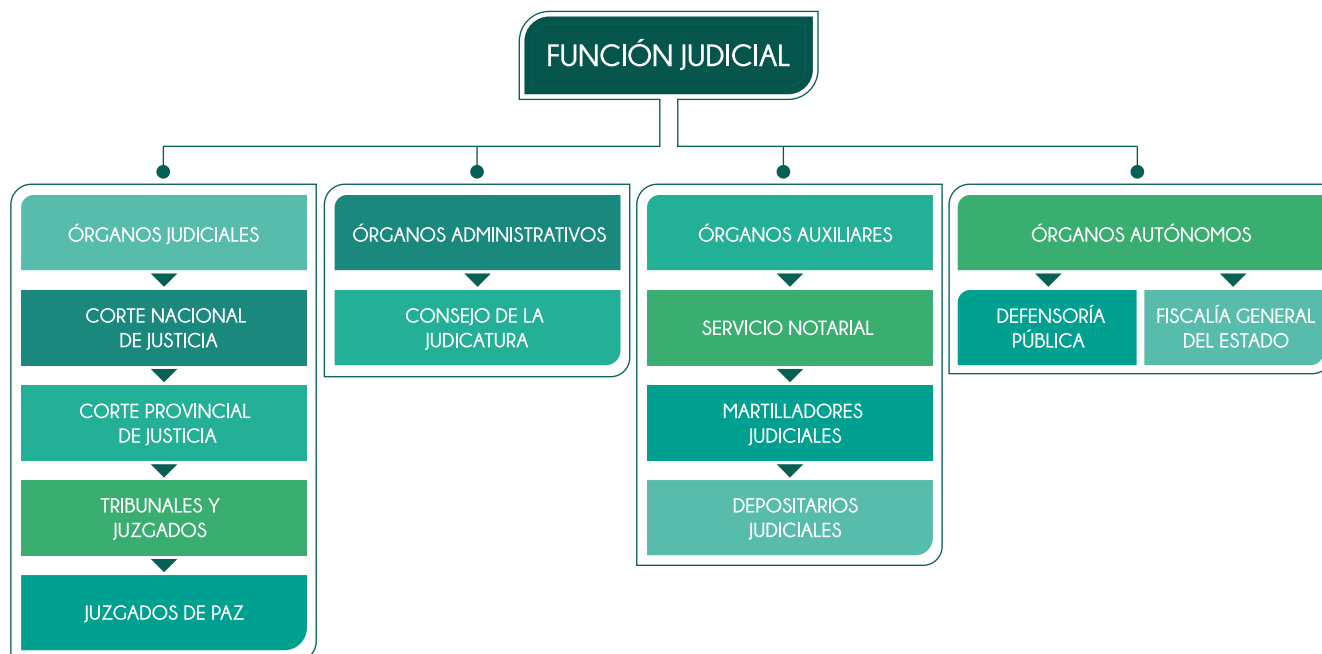 FUNCIÓN JUDICIAL
ÓRGANOS JUDICIALES
CORTE NACIONAL
DE JUSTICIA
CORTE PROVINCIAL
DE JUSTICIA
TRIBUNALES Y
JUZGADOS
JUZGADOS DE PAZ
ÓRGANOS ADMINISTRATIVOS
CONSEJO DE LA
JUDICATURA
ÓRGANOS AUXILIARES
SERVICIO NOTARIAL
MARTILLADORES
JUDICIALES
DEPOSITARIOS
JUDICIALES
ÓRGANOS AUTÓNOMOS
DEFENSORÍA
PÚBLICA
FISCALÍA GENERAL
DEL ESTADO